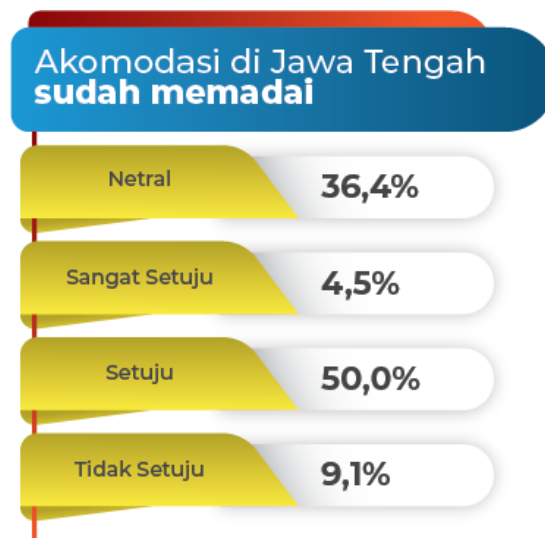 Akomodasi di Jawa Tengah
sudah memadai
Netral
36,4%
Sangat Setuju
4,5%
Setuju
50,0%
Tidak Setuju
9,1%